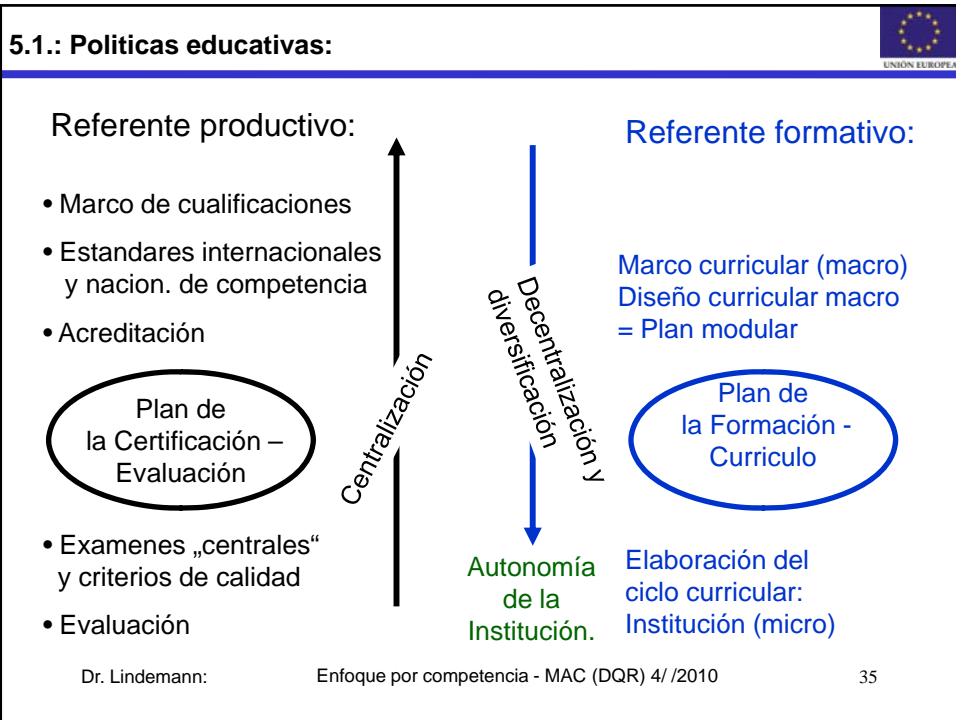 5.1.: Politicas educativas:
UNIÓN EUROPEA
Referente productivo:
• Marco de cualificaciones
• Estandares internacionales
y nacion. de competencia
• Acreditación
Plan de
la Certificación –
Evaluación
• Examenes „centrales“
y criterios de calidad
• Evaluación
Centralización
Decentralización y
diversificación
Autonomía
de la
Institución.
Referente formativo:
Marco curricular (macro)
Diseño curricular macro
= Plan modular
Plan de
la Formación -
Curriculo
Elaboración del
ciclo curricular:
Institución (micro)
Dr. Lindemann:
Enfoque por competencia - MAC (DQR) 4/ /2010
35